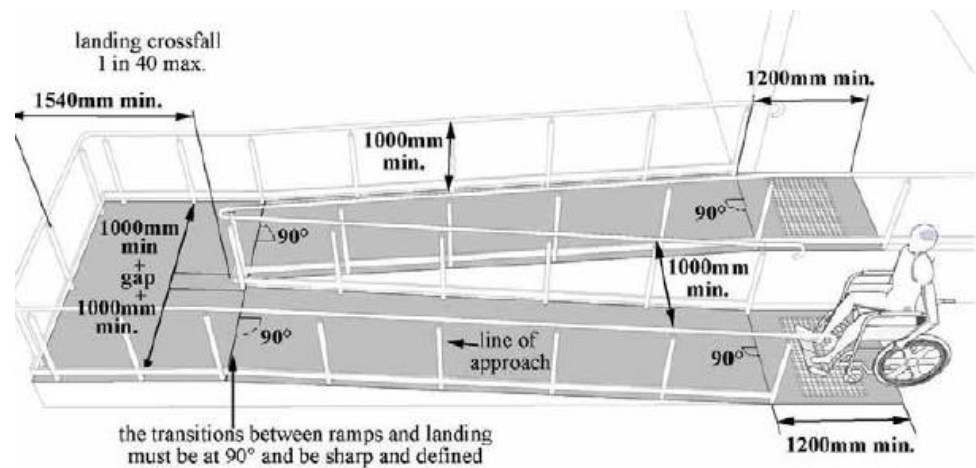 landing crossfall
1 in 40 max.
1540mm min.
1200mm min.
1000mm
min.
1000mm
min
+
gap
+
1000mm
min.
90°
90°
1000mm
min.
90°
line of
approach
90°
the transitions between ramps and landing
must be at 90° and be sharp and defined
1200mm min.